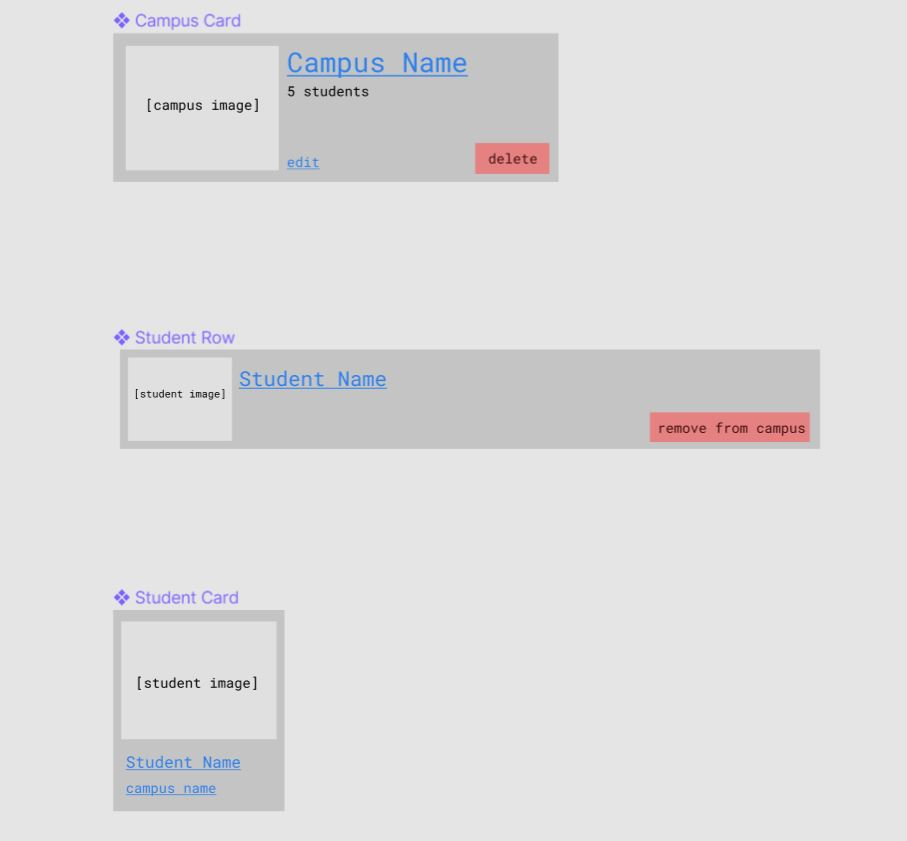 Campus Card
[campus image]
Campus Name
5 students
edit
delete
Student Row
[student image]
Student Name
remove from campus
Student Card
[student image]
Student Name
campus name